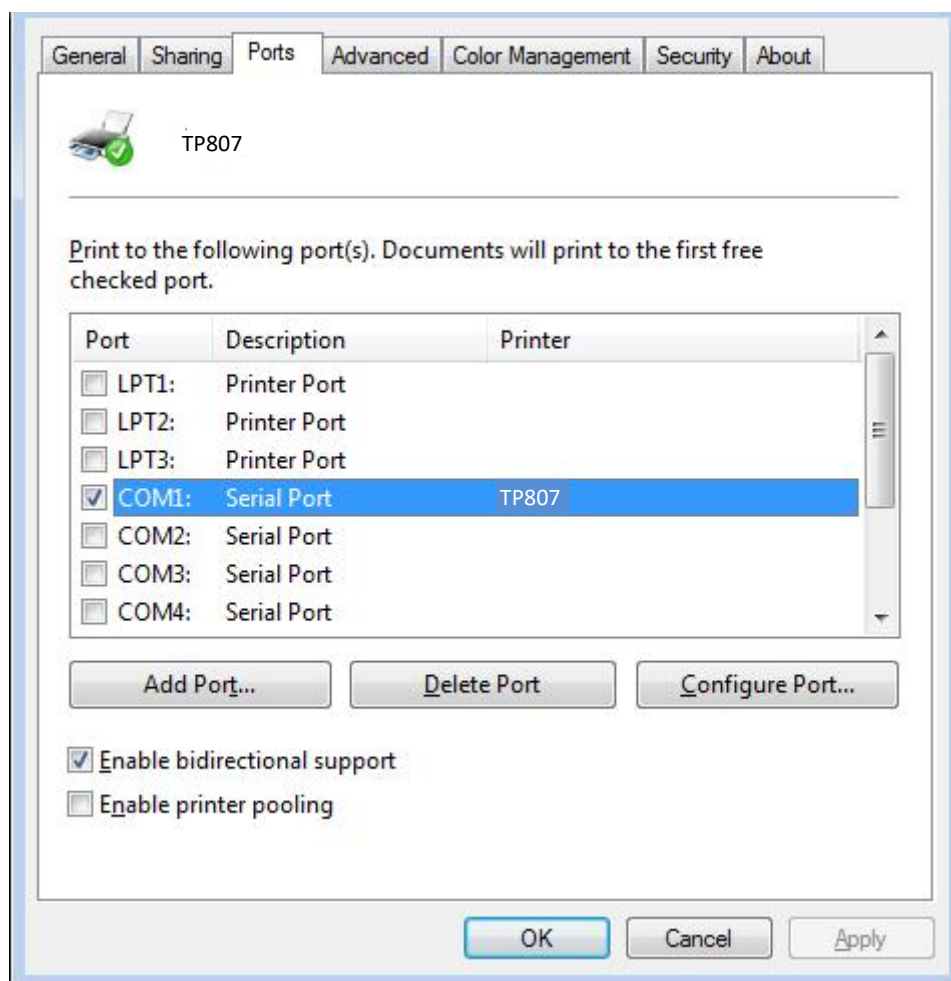 General Sharing Ports Advanced Color Management Security About
TP807
Print to the following port(s). Documents will print to the first free
checked port.
Port Description Printer
LPT1: Printer Port
LPT2: Printer Port
LPT3: Printer Port
COM1: Serial Port TP807
COM2: Serial Port
COM3: Serial Port
COM4: Serial Port
Add Port... Delete Port Configure Port...
Enable bidirectional support
Enable printer pooling
OK Cancel Apply